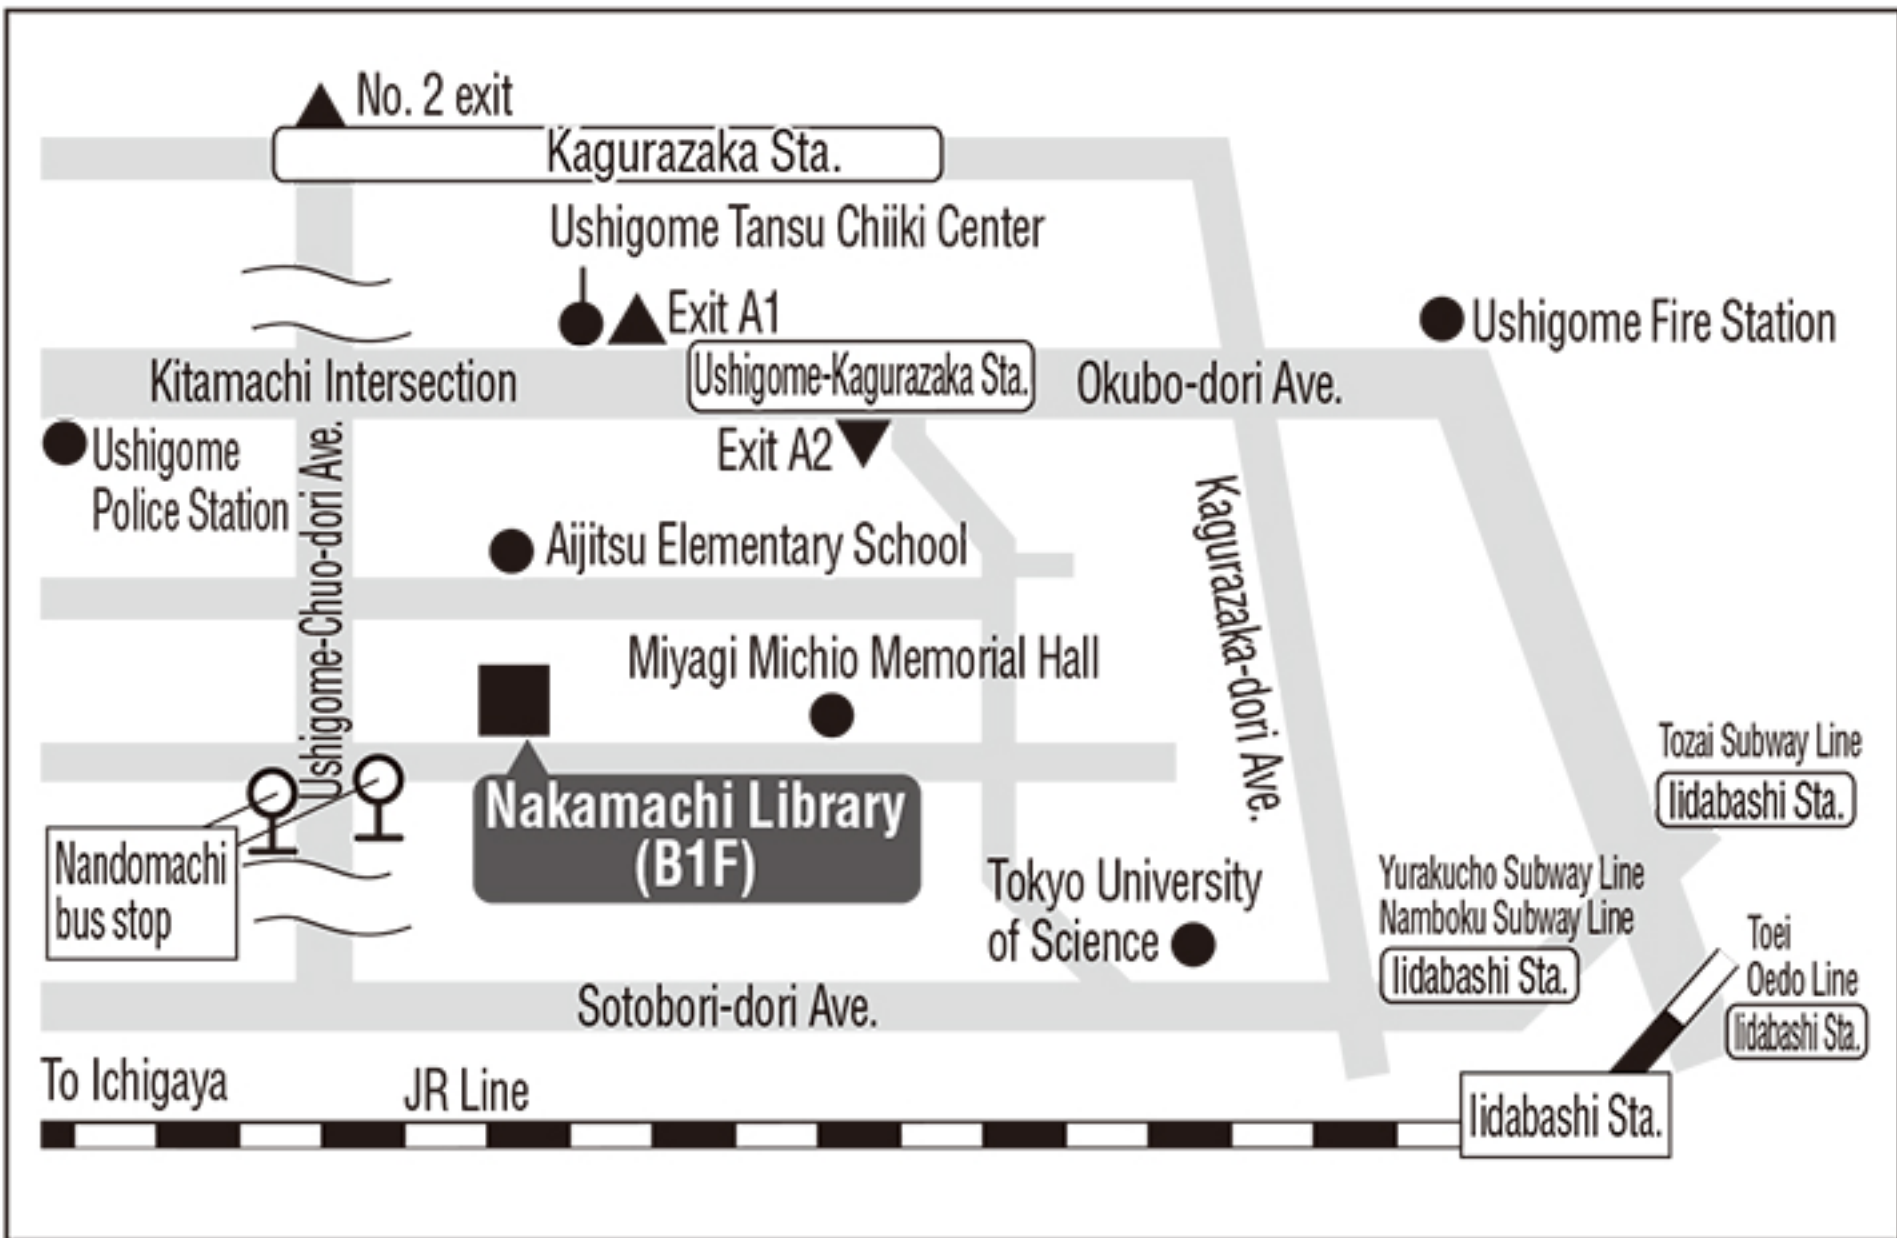 No. 2 exit
Kagurazaka Sta.
Ushigome Tansu Chiiki Center
Exit A1
Ushigome Fire Station
Kitamachi Intersection
Ushigome-Kagurazaka Sta.
Okubo-dori Ave.
Ushigome
Police Station
Exit A2
Ushigome-Chuo-dori Ave.
Aijitsu Elementary School
Kagurazaka-dori Ave.
Miyagi Michio Memorial Hall
Tozai Subway Line
Iidabashi Sta.
Nakamachi Library
(B1F)
Nandomachi
bus stop
Tokyo University
of Science
Yurakucho Subway Line
Namboku Subway Line
Iidabashi Sta.
Toei
Oedo Line
Iidabashi Sta.
Sotobori-dori Ave.
To Ichigaya
JR Line
Iidabashi Sta.